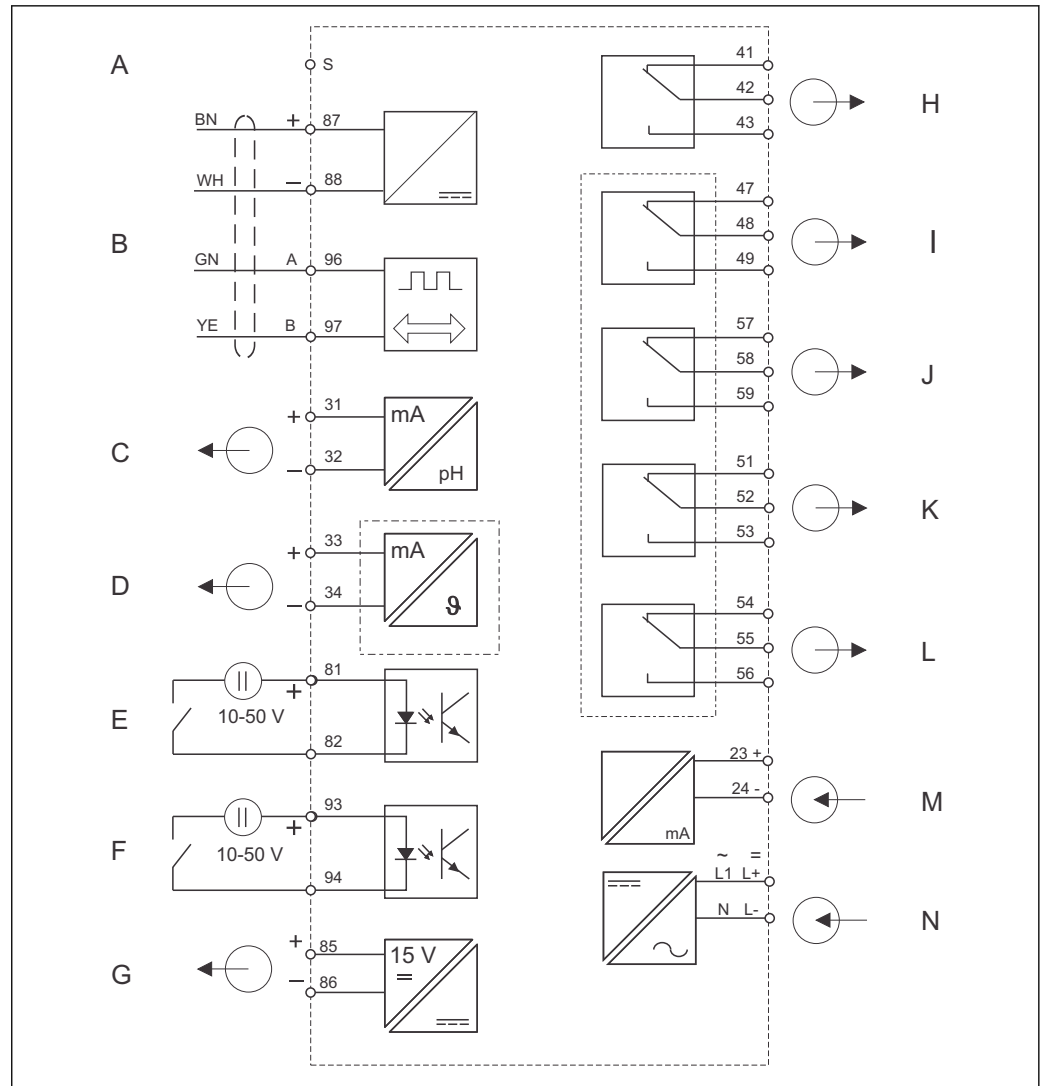 A
S
BN + 87
WH − 88
B
GN A 96
YE B 97
C
+ 31
− 32
mA
pH
D
+ 33
− 34
mA
ϑ
E
10-50 V
+ 81
82
F
10-50 V
+ 93
94
G
+ 85
− 86
15 V
=
41
42
43
H
47
48
49
I
57
58
59
J
51
52
53
K
54
55
56
L
23 +
24 -
mA
M
~ =
L1 L+
N L-
N